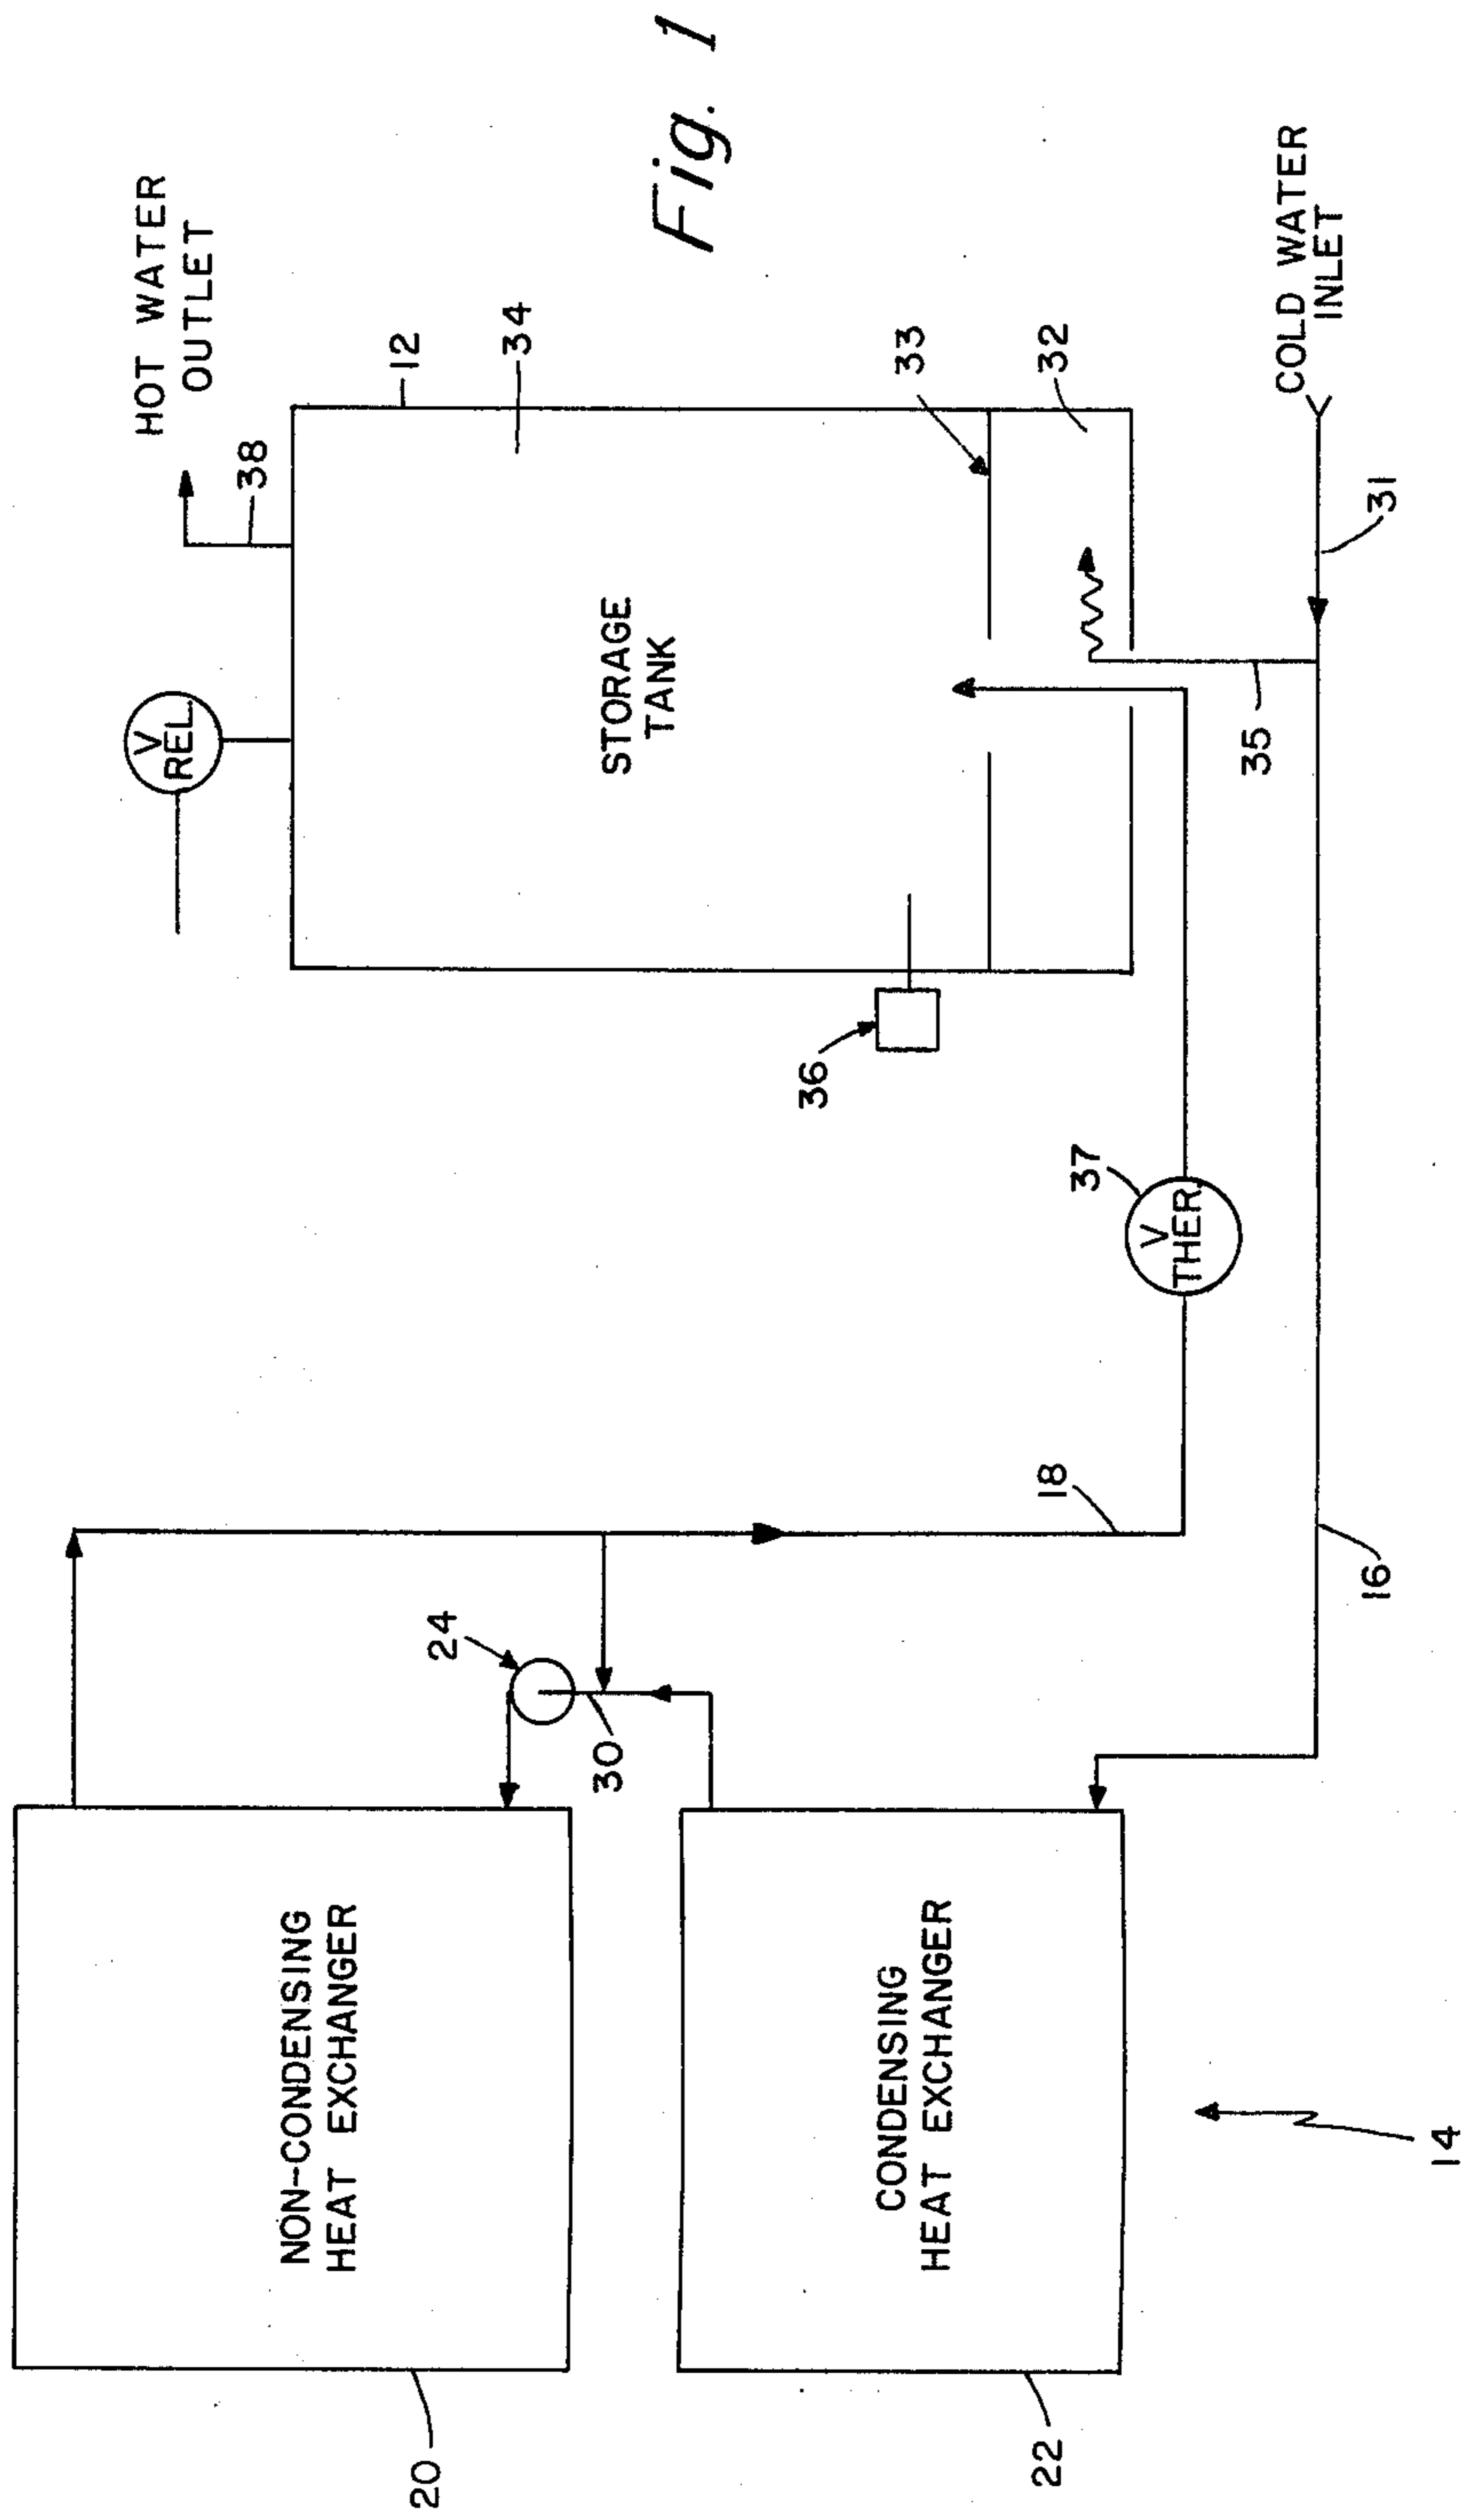 HOT WATER
OUTLET
38
V
REL.
12
34
STORAGE
TANK
33
32
36
37
V
THER.
35
31
COLD WATER
INLET
16
18
24
30
NON-CONDENSING
HEAT EXCHANGER
20
CONDENSING
HEAT EXCHANGER
22
14
Fig. 1